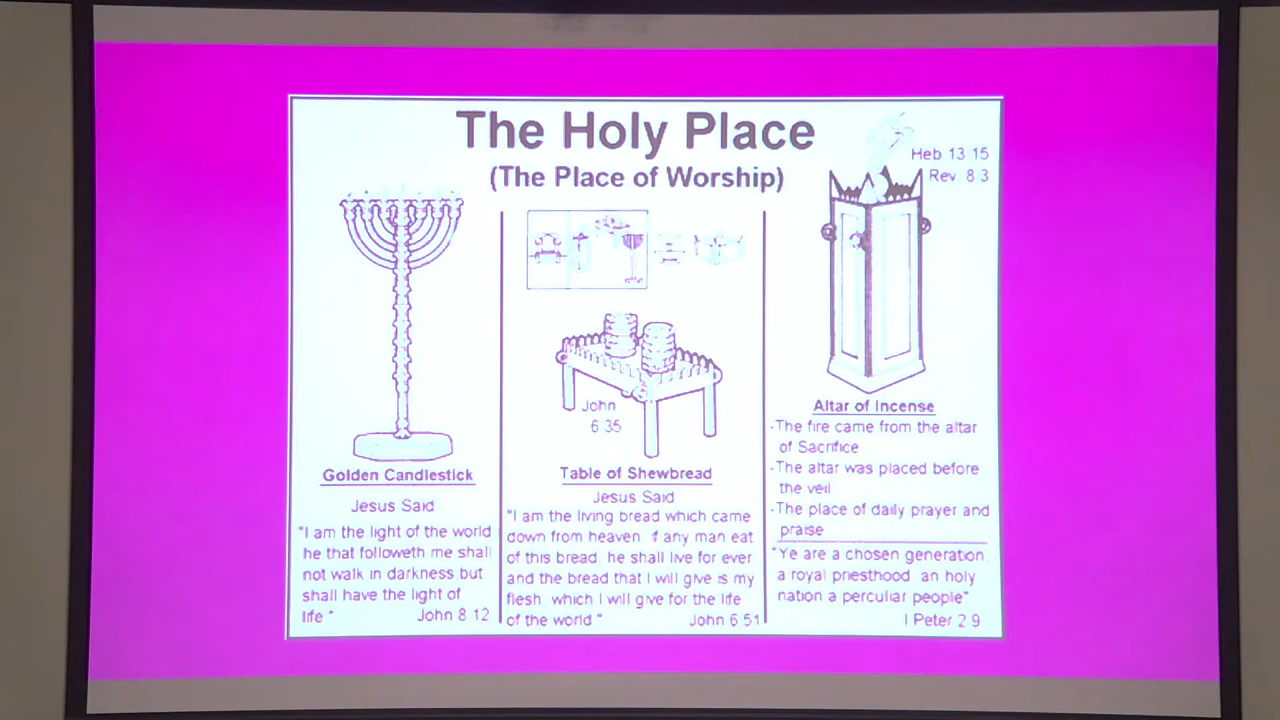 The Holy Place
(The Place of Worship)
Heb 13 15
Rev 8 3
Golden Candlestick
Jesus Said
"I am the light of the world
he that followeth me shall
not walk in darkness but
shall have the light of
life "
John 8 12
John
6 35
Table of Shewbread
Jesus Said
"I am the living bread which came
down from heaven if any man eat
of this bread he shall live for ever
and the bread that I will give is my
flesh which I will give for the life
of the world "
John 6 51
Altar of Incense
-The fire came from the altar
of Sacrifice
-The altar was placed before
the veil
-The place of daily prayer and
praise
"Ye are a chosen generation
a royal priesthood an holy
nation a perculiar people"
I Peter 2 9